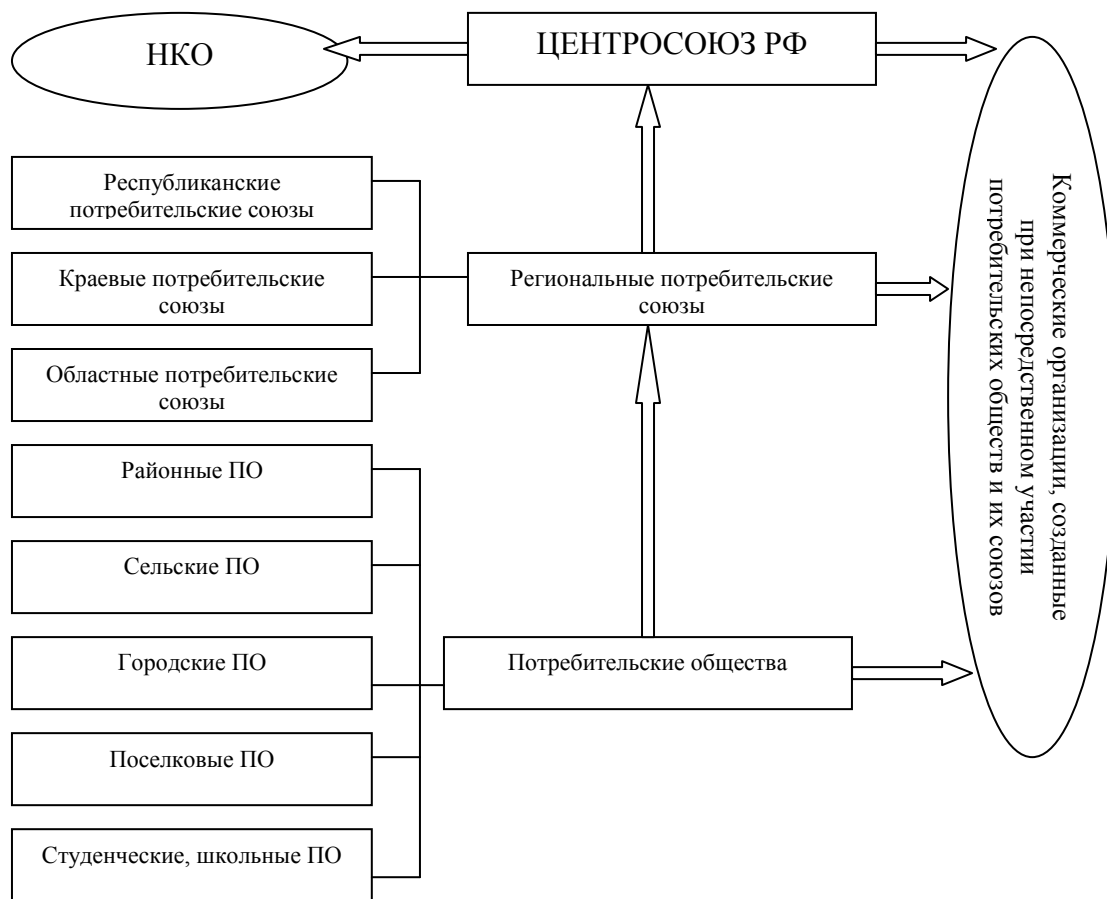 НКО
ЦЕНТРОСОЮЗ РФ
Республиканские
потребительские союзы
Краевые потребительские
союзы
Региональные потребительские
союзы
Областные потребительские
союзы
Районные ПО
Сельские ПО
Городские ПО
Потребительские общества
Поселковые ПО
Студенческие, школьные ПО
Коммерческие организации, созданные
при непосредственном участии
потребительских обществ и их союзов